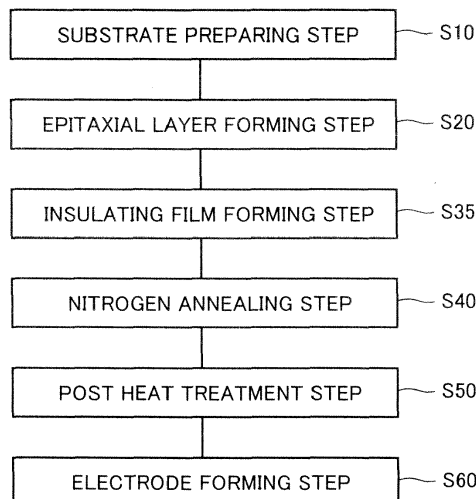 SUBSTRATE PREPARING STEP S10
EPITAXIAL LAYER FORMING STEP S20
INSULATING FILM FORMING STEP S35
NITROGEN ANNEALING STEP S40
POST HEAT TREATMENT STEP S50
ELECTRODE FORMING STEP S60